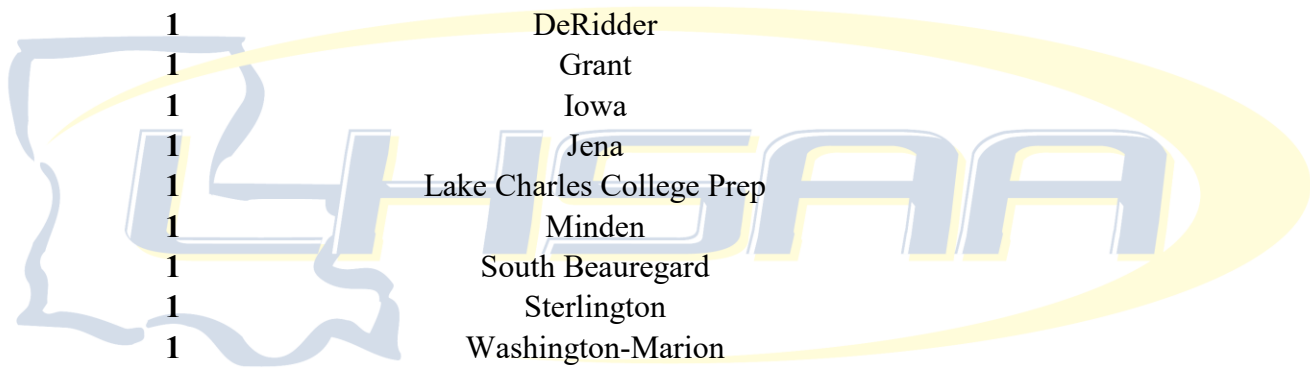 1 DeRidder
1 Grant
1 Iowa
1 Jena
1 Lake Charles College Prep
1 Minden
1 South Beauregard
1 Sterlington
1 Washington-Marion
LHSAA